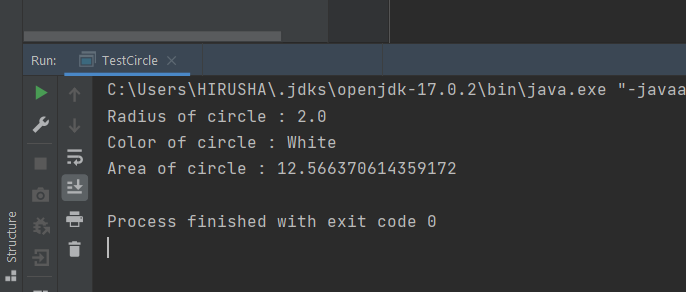 Run: TestCircle
C:\Users\HIRUSHA\.jdks\openjdk-17.0.2\bin\java.exe "-javaa
Radius of circle : 2.0
Color of circle : White
Area of circle : 12.566370614359172
Process finished with exit code 0
Structure